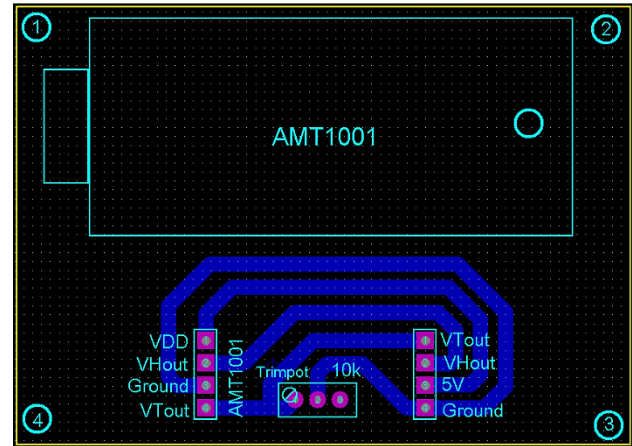 1
2
AMT1001
VDD
VHout
Ground
VTout
AMT1001
Trimpot
10k
VTout
VHout
5V
Ground
4
3